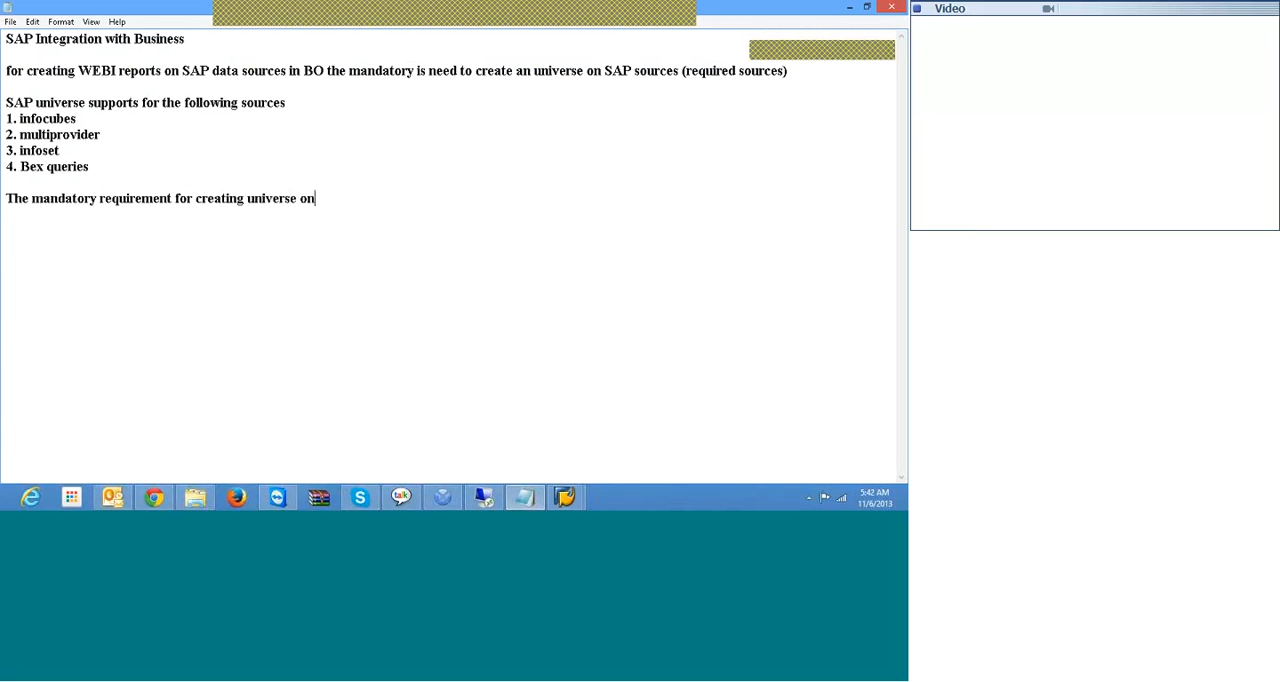 Video
File Edit Format View Help
SAP Integration with Business
for creating WEBI reports on SAP data sources in BO the mandatory is need to create an universe on SAP sources (required sources)
SAP universe supports for the following sources
1. infocubes
2. multiprovider
3. infoset
4. Bex queries
The mandatory requirement for creating universe on
talk
5:42 AM
11/6/2013